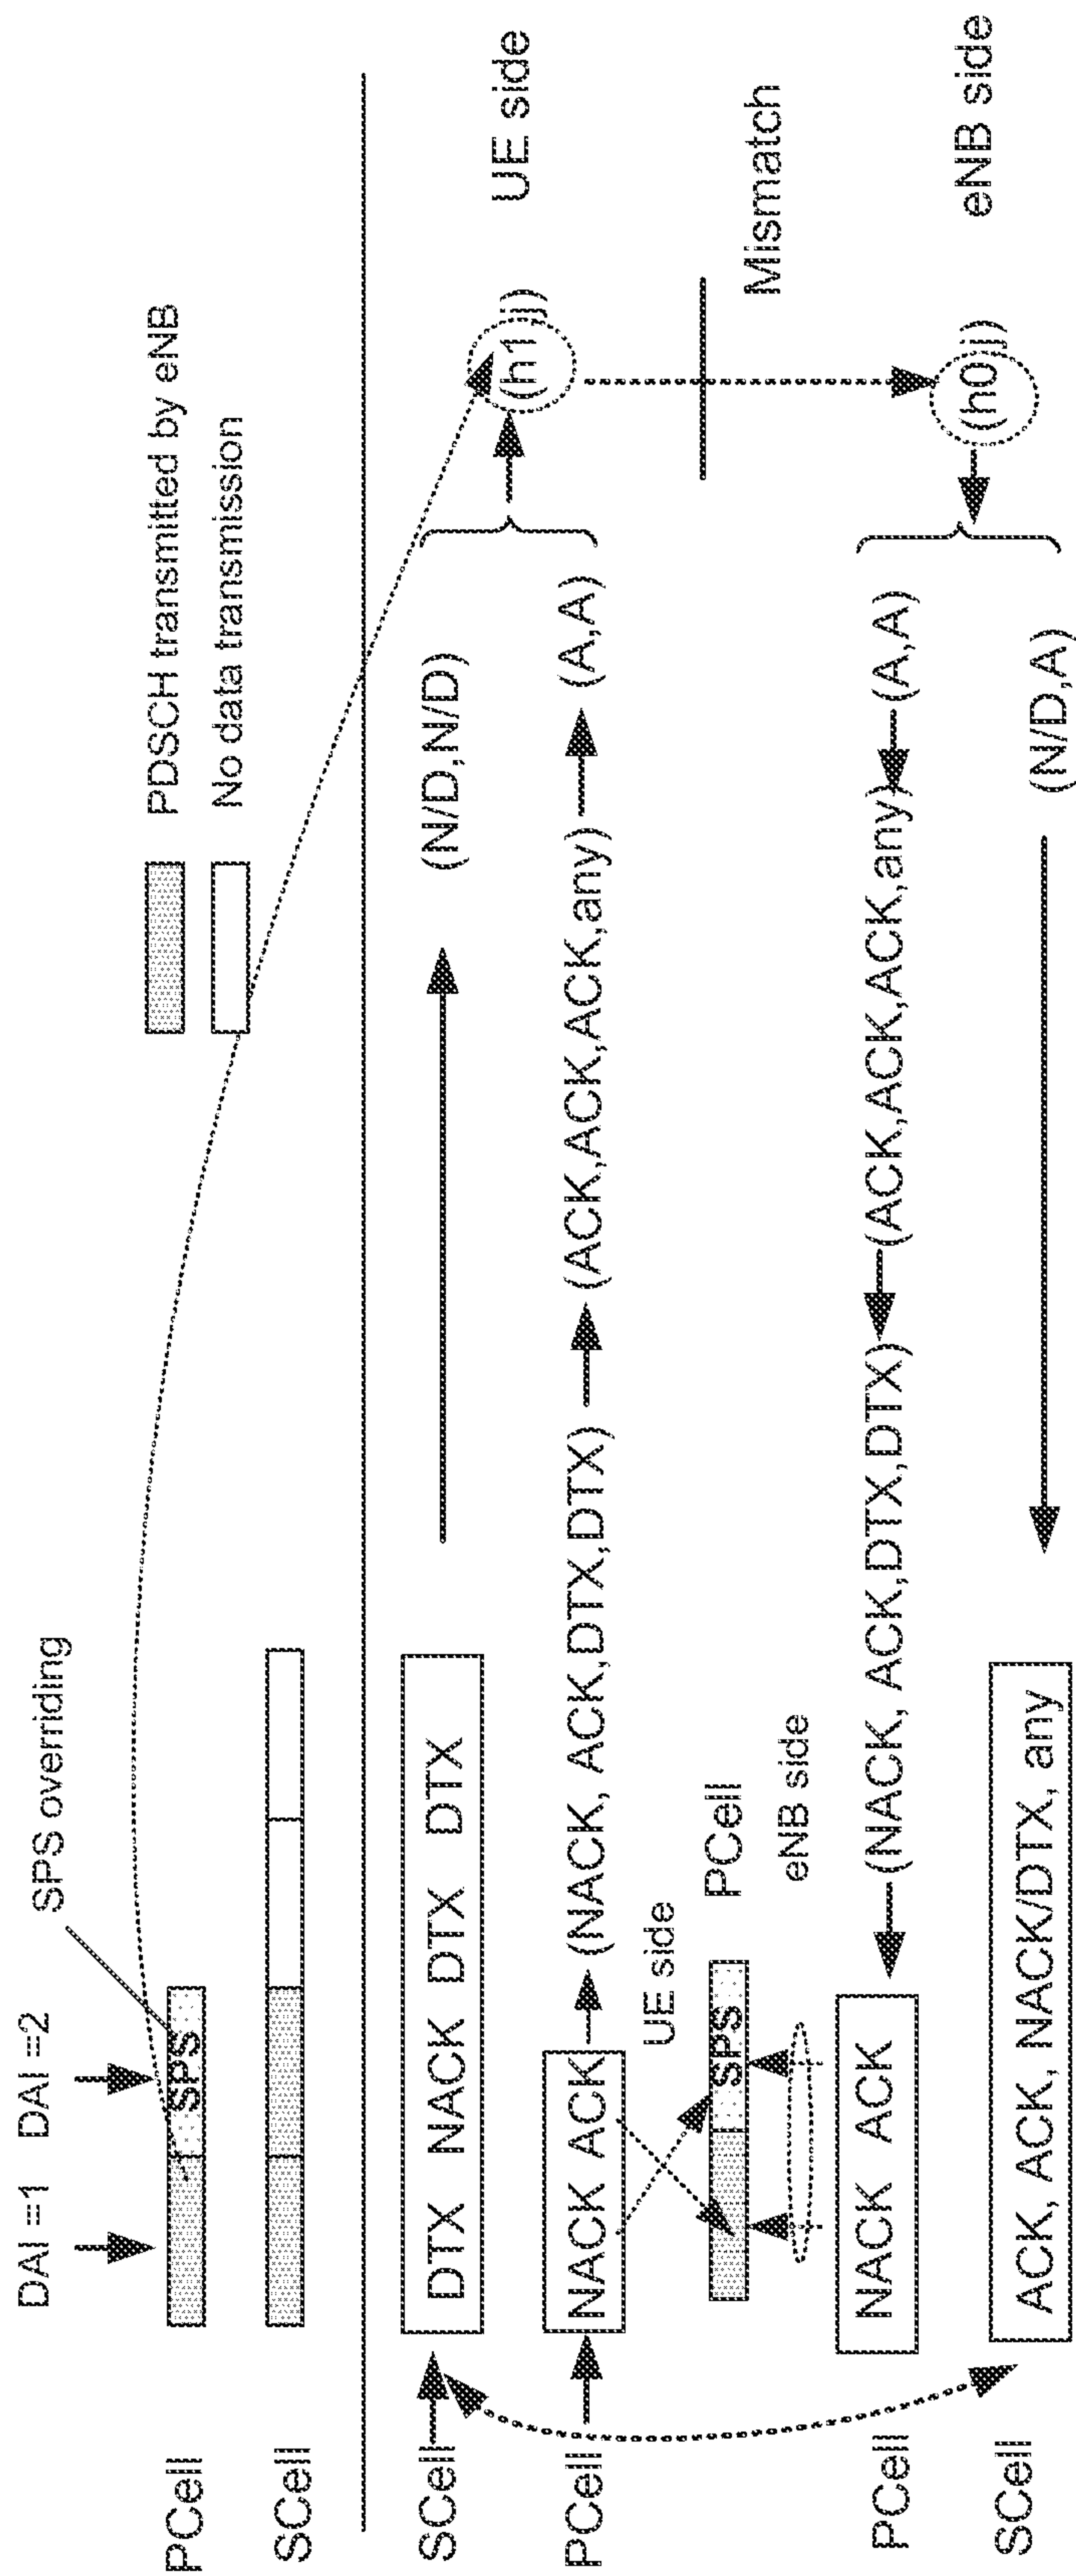 DAI =1 DAI =2
SPS overriding
PCell
SPS
PDSCH transmitted by eNB
No data transmission
SCell
SCell
DTX NACK DTX DTX
(N/D,N/D)
(h1,j)
UE side
PCell
NACK ACK
(NACK, ACK,DTX,DTX)
(ACK,ACK,ACK,any)
(A,A)
UE side
SPS
PCell
eNB side
Mismatch
PCell
NACK ACK
(NACK, ACK,DTX,DTX)
(ACK,ACK,ACK,any)
(A,A)
(h0,j)
eNB side
SCell
ACK, ACK, NACK/DTX, any
(N/D,A)